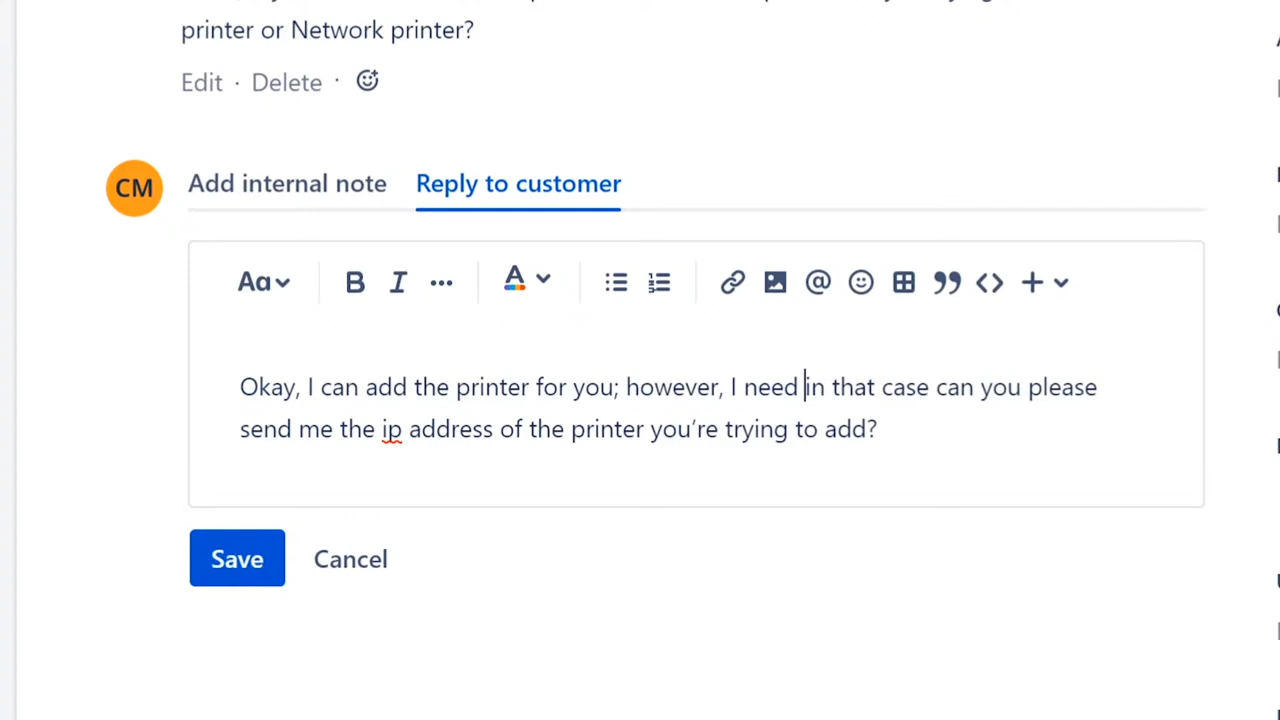 printer or Network printer?
Edit · Delete ·
CM
Add internal note Reply to customer
Aa B I ... A @ <> +
Okay, I can add the printer for you; however, I need in that case can you please
send me the ip address of the printer you're trying to add?
Save Cancel